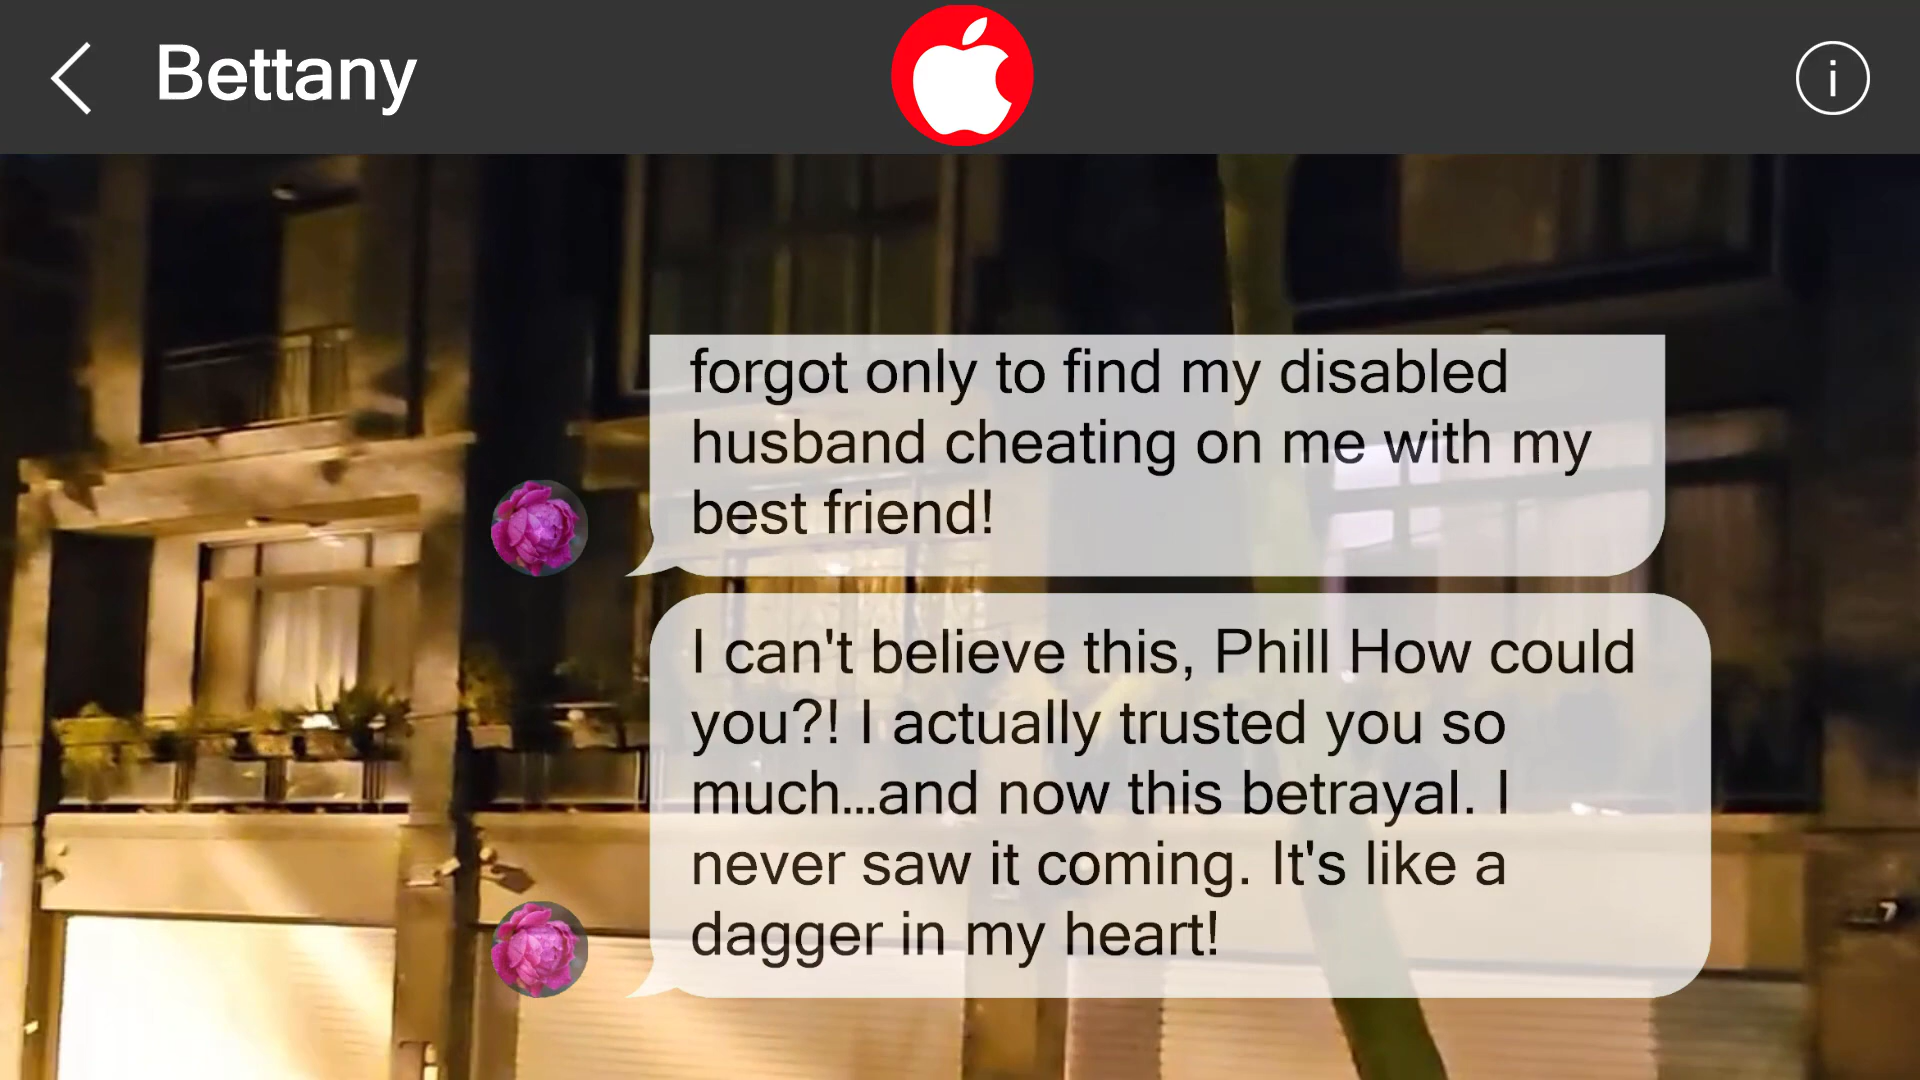 Bettany
i
forgot only to find my disabled
husband cheating on me with my
best friend!
I can't believe this, Phill How could
you?! I actually trusted you so
much...and now this betrayal. I
never saw it coming. It's like a
dagger in my heart!